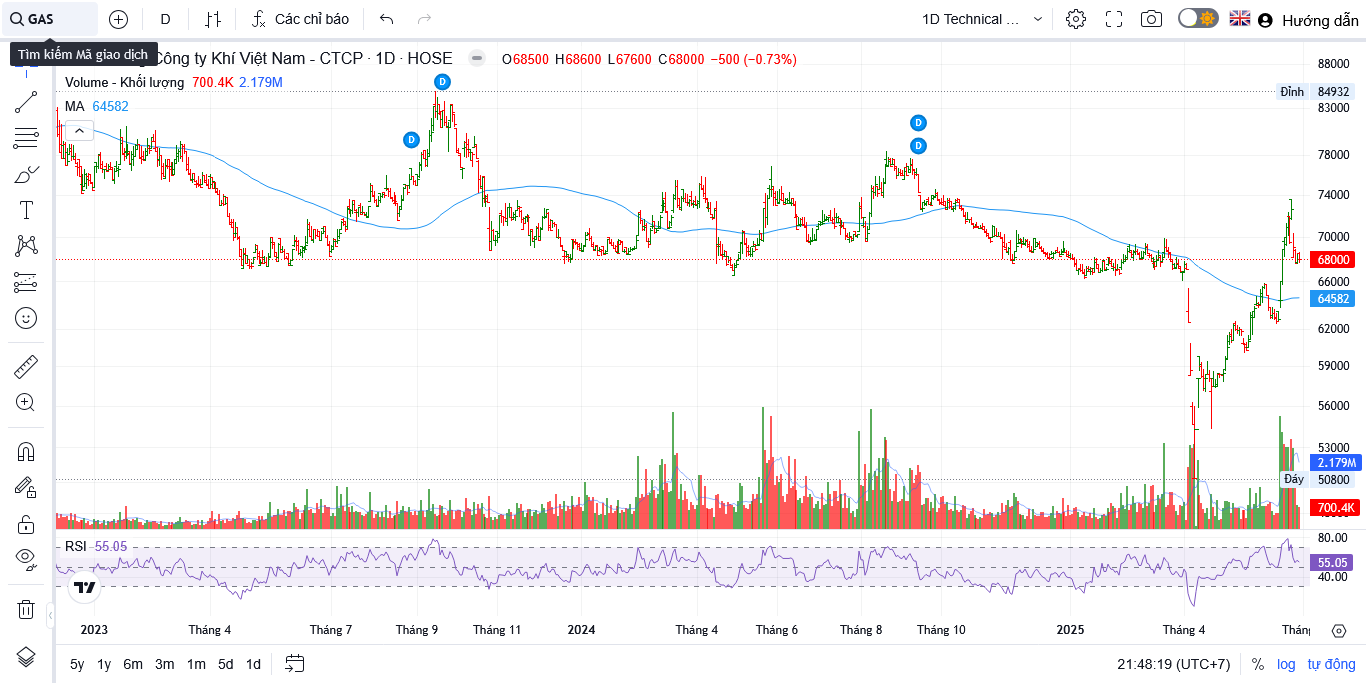 GAS
D
Các chỉ báo
1D Technical ...
Hướng dẫn
Tìm kiếm Mã giao dịch
Công ty Khí Việt Nam - CTCP · 1D · HOSE
O68500 H68600 L67600 C68000 −500 (−0.73%)
Volume - Khối lượng 700.4K 2.179M
MA 64582
D
D
D
D
88000
Đỉnh 84932
83000
78000
74000
70000
68000
66000
64582
62000
59000
56000
53000
2.179M
Đáy 50800
700.4K
RSI 55.05
80.00
55.05
40.00
2023 Tháng 4 Tháng 7 Tháng 9 Tháng 11 2024 Tháng 4 Tháng 6 Tháng 8 Tháng 10 2025 Tháng 4
5y 1y 6m 3m 1m 5d 1d
21:48:19 (UTC+7) % log tự động